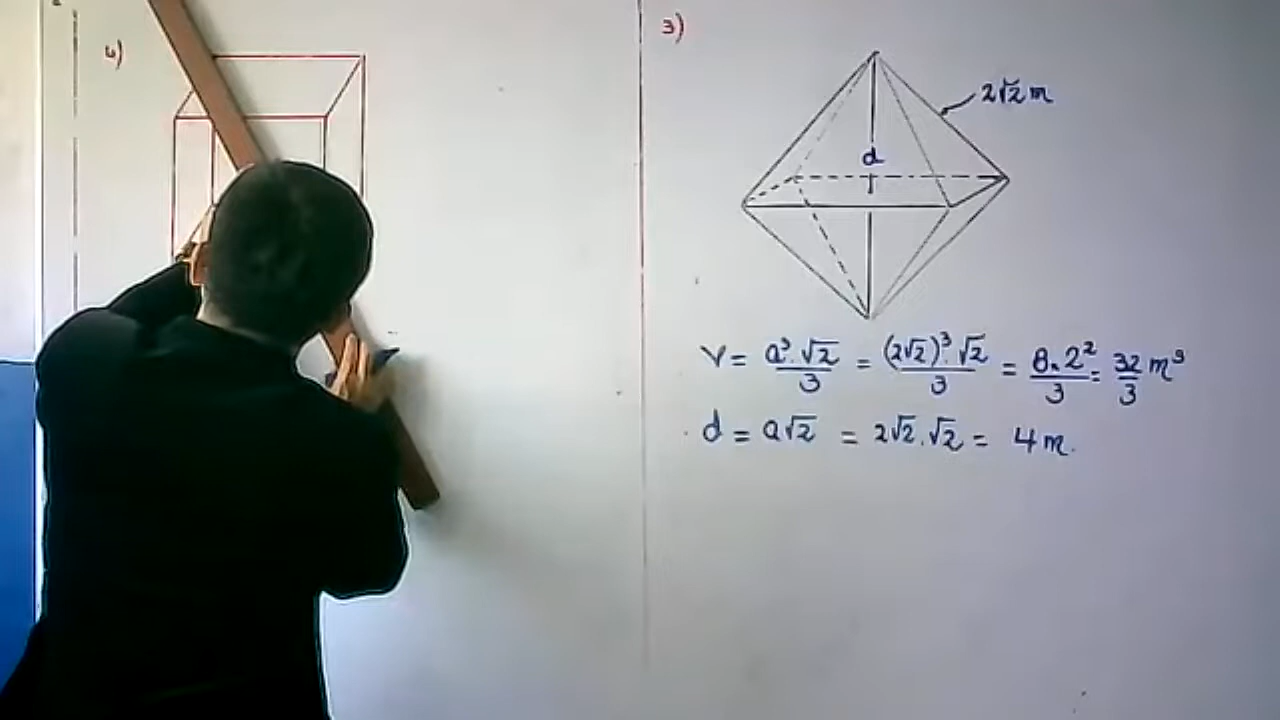 6)
3)
2√2 m
d
V = a³.√2/3 = (2√2)³.√2/3 = 8.2²/3 = 32/3 m³
d = a√2 = 2√2.√2 = 4 m.